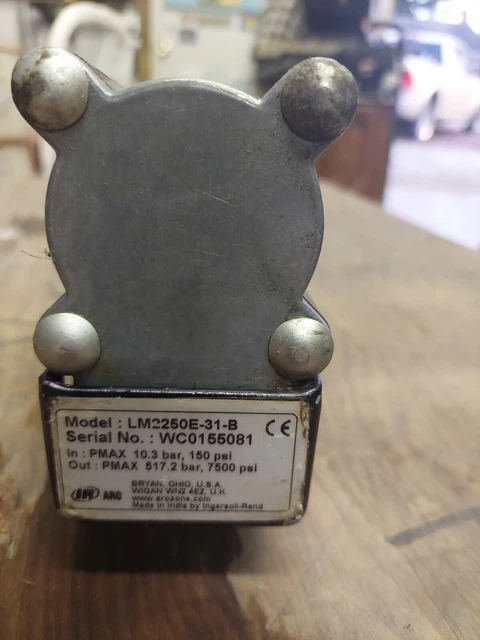 Model : LM2250E-31-B CE
Serial No. : WC0155081
In : PMAX 10.3 bar, 150 psi
Out : PMAX 517.2 bar, 7500 psi
IR ARO
BRYAN, OHIO, U.S.A.
WIGAN WN2 4EZ, U.K.
www.arozone.com
Made in India by Ingersoll-Rand